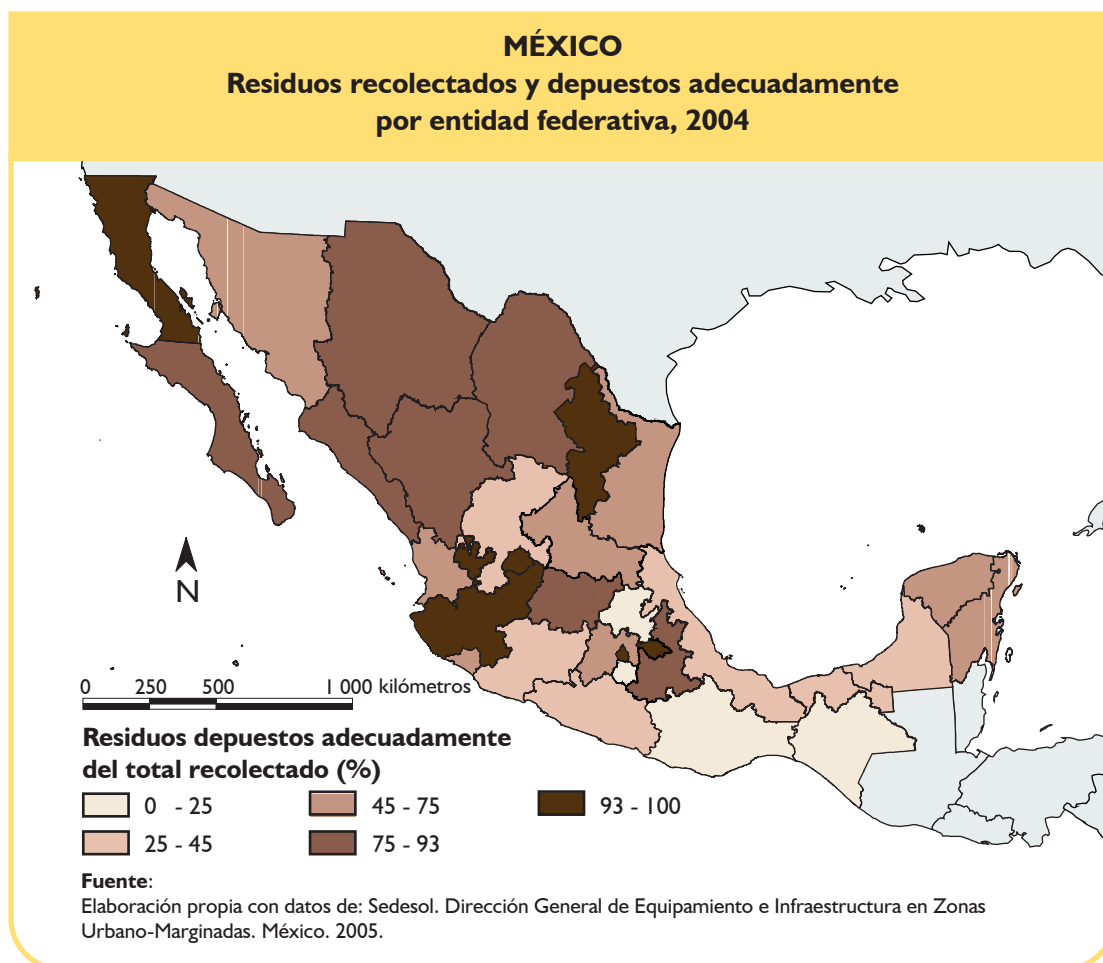 MÉXICO
Residuos recolectados y depuestos adecuadamente
por entidad federativa, 2004
N
0 250 500 1 000 kilómetros
Residuos depuestos adecuadamente
del total recolectado (%)
0 - 25
25 - 45
45 - 75
75 - 93
93 - 100
Fuente:
Elaboración propia con datos de: Sedesol. Dirección General de Equipamiento e Infraestructura en Zonas
Urbano-Marginadas. México. 2005.